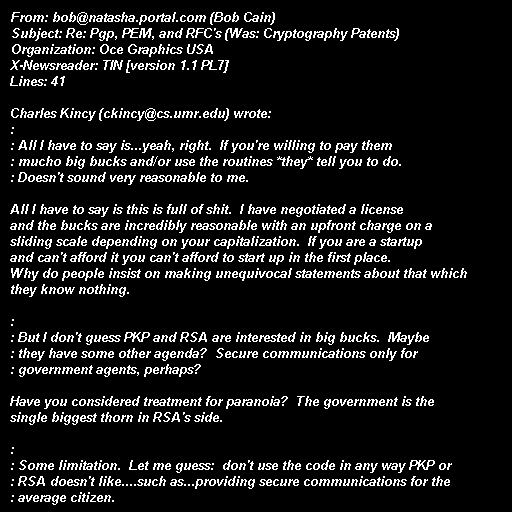 From: bob@natasha.portal.com (Bob Cain)
Subject: Re: Pgp, PEM, and RFC's (Was: Cryptography Patents)
Organization: Oce Graphics USA
X-Newsreader: TIN [version 1.1 PL7]
Lines: 41

Charles Kincy (ckincy@cs.umr.edu) wrote:
:
: All I have to say is...yeah, right.  If you're willing to pay them
: mucho big bucks and/or use the routines *they* tell you to do.
: Doesn't sound very reasonable to me.

All I have to say is this is full of shit.  I have negotiated a license
and the bucks are incredibly reasonable with an upfront charge on a
sliding scale depending on your capitalization.  If you are a startup
and can't afford it you can't afford to start up in the first place.
Why do people insist on making unequivocal statements about that which
they know nothing.

:
: But I don't guess PKP and RSA are interested in big bucks.  Maybe
: they have some other agenda?  Secure communications only for
: government agents, perhaps?

Have you considered treatment for paranoia?  The government is the
single biggest thorn in RSA's side.

:
: Some limitation.  Let me guess:  don't use the code in any way PKP or
: RSA doesn't like....such as...providing secure communications for the
: average citizen.